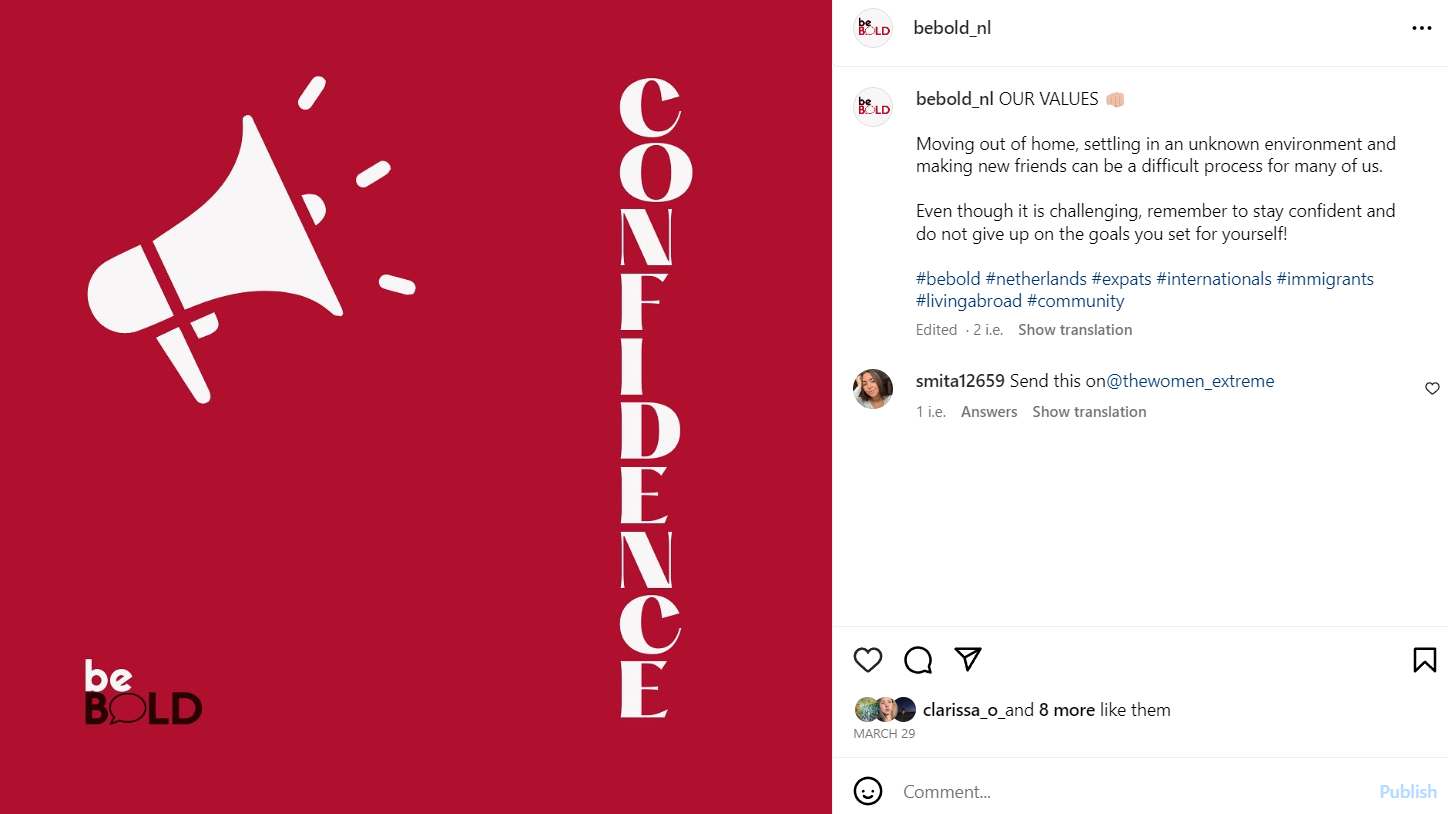 CONFIDENCE
be
BOLD
be
BOLD
bebold_nl
be
BOLD
bebold_nl OUR VALUES 👊🏼
Moving out of home, settling in an unknown environment and
making new friends can be a difficult process for many of us.
Even though it is challenging, remember to stay confident and
do not give up on the goals you set for yourself!
#bebold #netherlands #expats #internationals #immigrants
#livingabroad #community
Edited · 2 i.e. Show translation
smita12659 Send this on@thewomen_extreme
1 i.e. Answers Show translation
clarissa_o_and 8 more like them
MARCH 29
Comment...
Publish